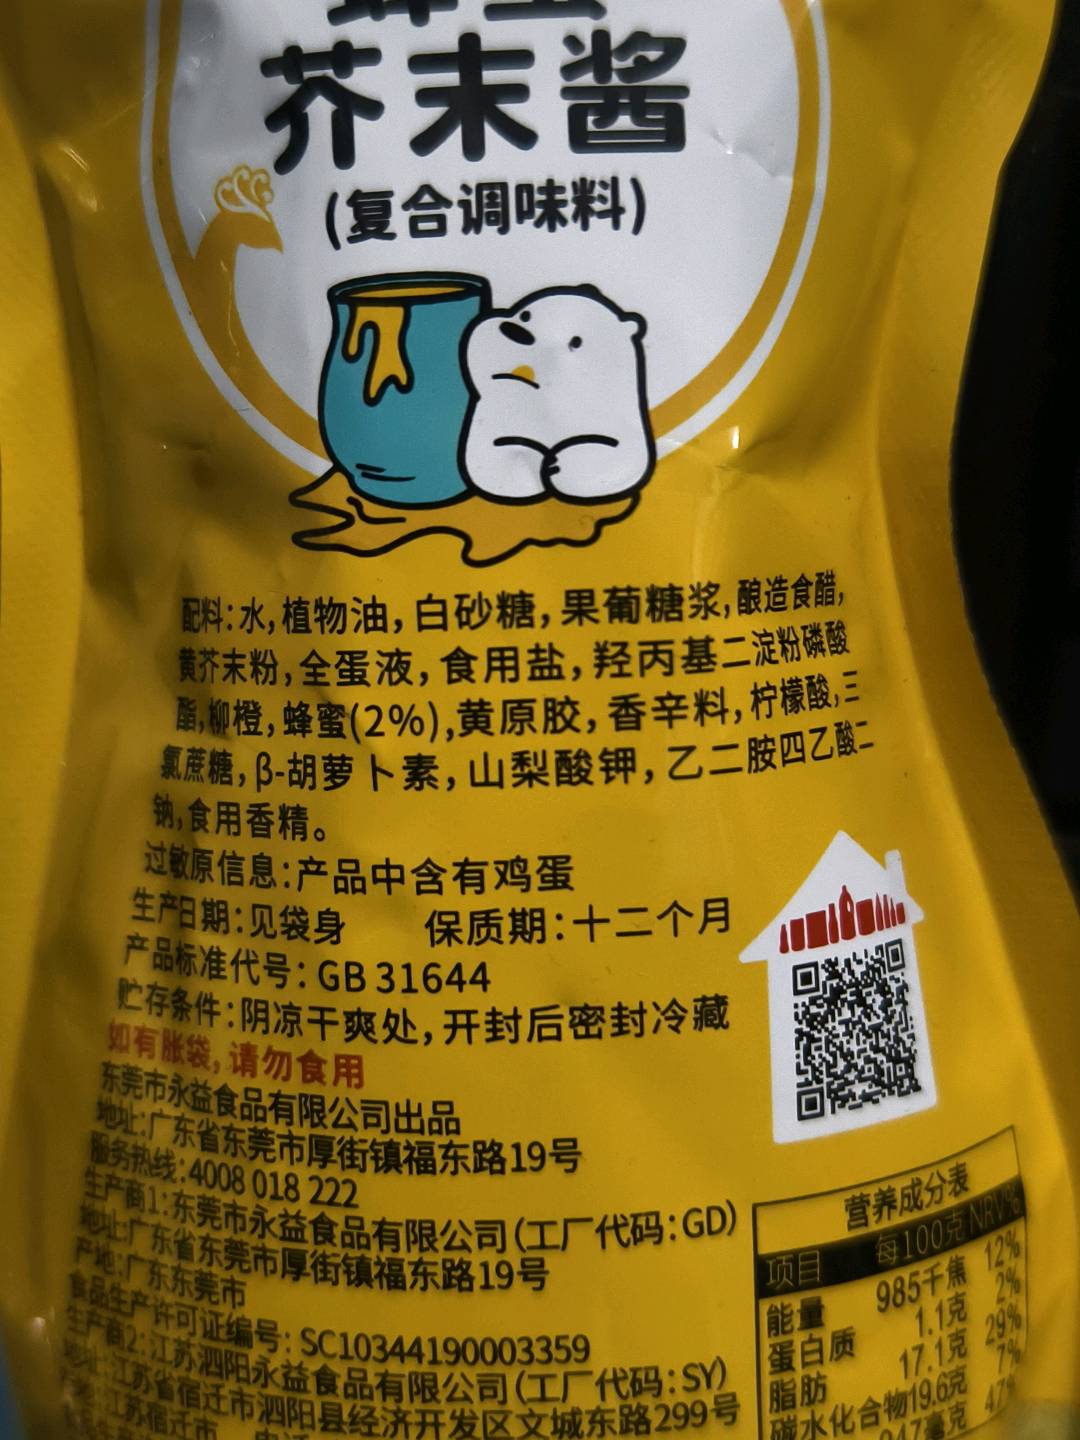 蜂蜜
芥末酱
(复合调味料)
配料:水,植物油,白砂糖,果葡糖浆,酿造食醋,
黄芥末粉,全蛋液,食用盐,羟丙基二淀粉磷酸
酯,柳橙,蜂蜜(2%),黄原胶,香辛料,柠檬酸,三
氯蔗糖,β-胡萝卜素,山梨酸钾,乙二胺四乙酸二
钠,食用香精。
过敏原信息:产品中含有鸡蛋
生产日期:见袋身 保质期:十二个月
产品标准代号:GB 31644
贮存条件:阴凉干爽处,开封后密封冷藏
如有胀袋,请勿食用
东莞市永益食品有限公司出品
地址:广东省东莞市厚街镇福东路19号
服务热线:4008 018 222
生产商1:东莞市永益食品有限公司(工厂代码:GD)
地址:广东省东莞市厚街镇福东路19号
产地:广东东莞市
食品生产许可证编号:SC10344190003359
生产商2:江苏泗阳永益食品有限公司(工厂代码:SY)
地址:江苏省宿迁市泗阳县经济开发区文城东路299号
产地:江苏宿迁市
营养成分表
项目 每100克 NRV%
能量 985千焦 12%
蛋白质 1.1克 2%
脂肪 17.1克 29%
碳水化合物 19.6克 7%
947毫克